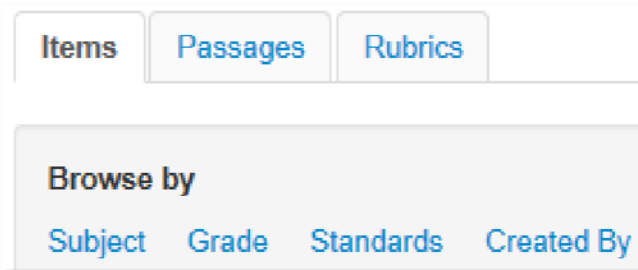 Items Passages Rubrics
Browse by
Subject Grade Standards Created By